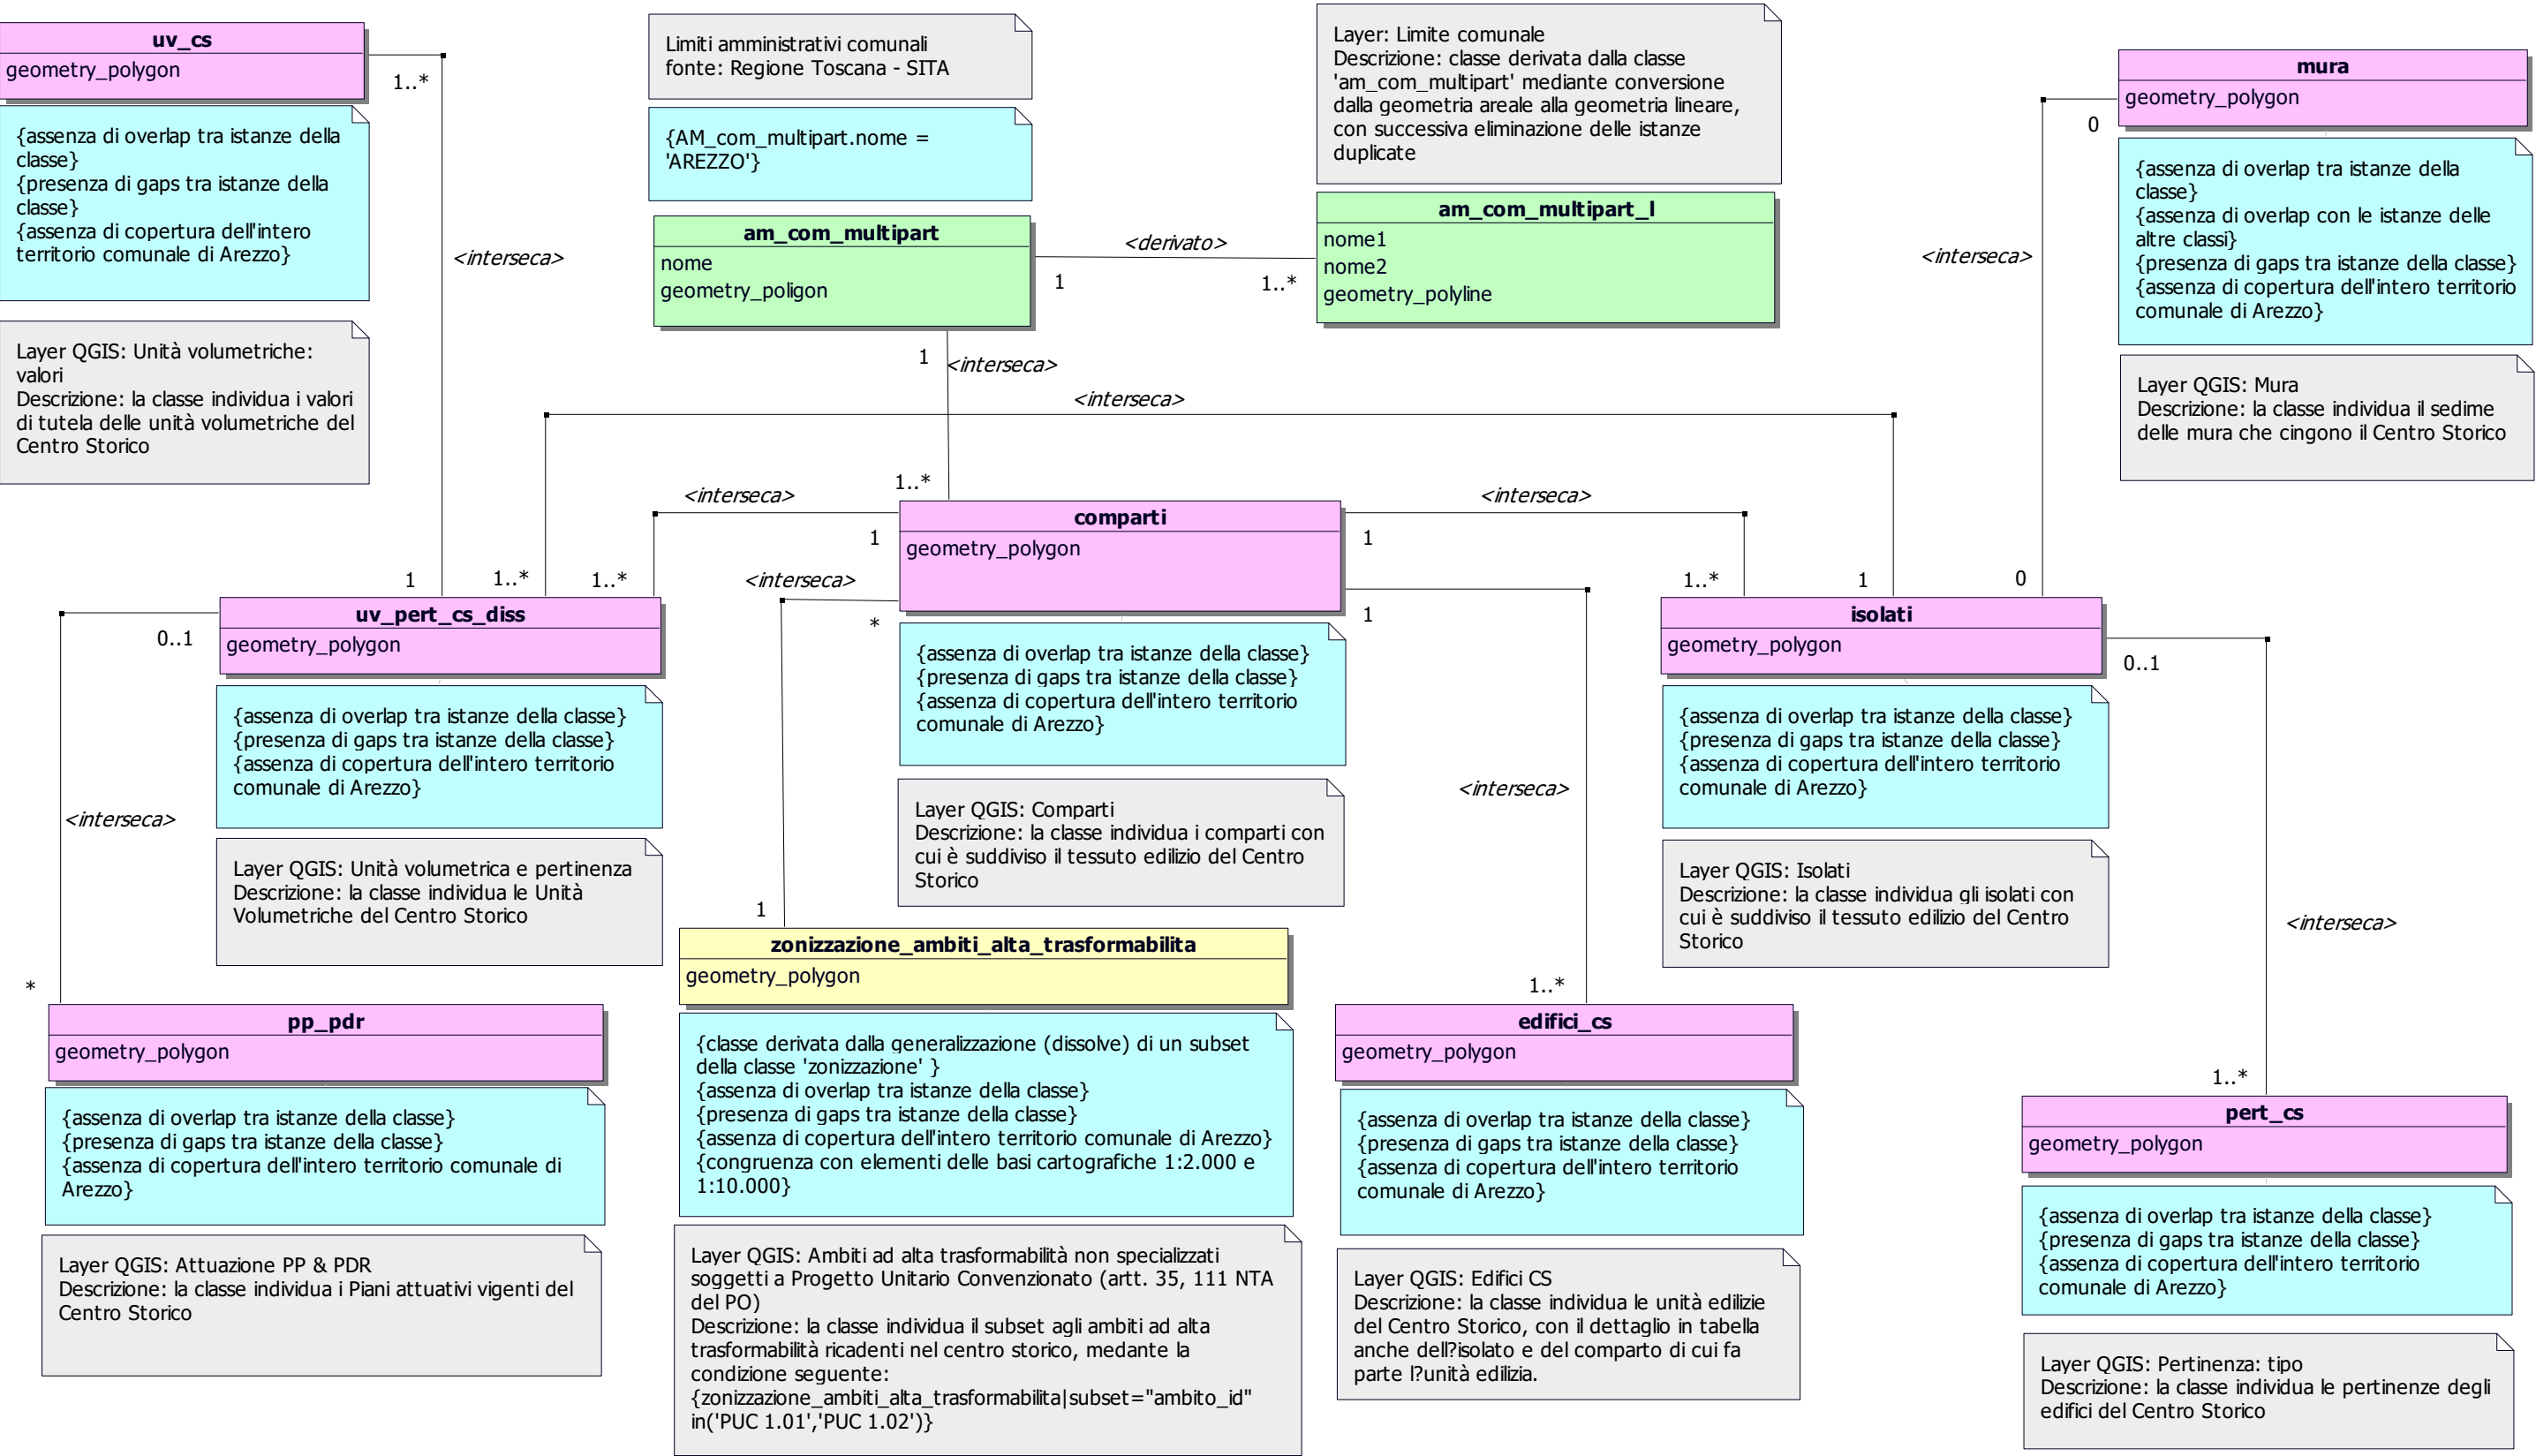 uv_cs
geometry_polygon
1..*
{assenza di overlap tra istanze della
classe}
{presenza di gaps tra istanze della
classe}
{assenza di copertura dell'intero
territorio comunale di Arezzo}
<interseca>
Layer QGIS: Unità volumetriche:
valori
Descrizione: la classe individua i valori
di tutela delle unità volumetriche del
Centro Storico
Limiti amministrativi comunali
fonte: Regione Toscana - SITA
{AM_com_multipart.nome =
'AREZZO'}
am_com_multipart
nome
geometry_poligon
<derivato>
1
1..*
Layer: Limite comunale
Descrizione: classe derivata dalla classe
'am_com_multipart' mediante conversione
dalla geometria areale alla geometria lineare,
con successiva eliminazione delle istanze
duplicate
am_com_multipart_l
nome1
nome2
geometry_polyline
mura
geometry_polygon
0
{assenza di overlap tra istanze della
classe}
{assenza di overlap con le istanze delle
altre classi}
{presenza di gaps tra istanze della classe}
{assenza di copertura dell'intero territorio
comunale di Arezzo}
<interseca>
Layer QGIS: Mura
Descrizione: la classe individua il sedime
delle mura che cingono il Centro Storico
1
<interseca>
<interseca>
1..*
<interseca>
<interseca>
comparti
geometry_polygon
1
1
<interseca>
*
1
1
1..*
1..*
1..*
1
0
uv_pert_cs_diss
geometry_polygon
0..1
{assenza di overlap tra istanze della classe}
{presenza di gaps tra istanze della classe}
{assenza di copertura dell'intero territorio
comunale di Arezzo}
<interseca>
Layer QGIS: Unità volumetrica e pertinenza
Descrizione: la classe individua le Unità
Volumetriche del Centro Storico
{assenza di overlap tra istanze della classe}
{presenza di gaps tra istanze della classe}
{assenza di copertura dell'intero territorio
comunale di Arezzo}
Layer QGIS: Comparti
Descrizione: la classe individua i comparti con
cui è suddiviso il tessuto edilizio del Centro
Storico
<interseca>
isolati
geometry_polygon
0..1
{assenza di overlap tra istanze della classe}
{presenza di gaps tra istanze della classe}
{assenza di copertura dell'intero territorio
comunale di Arezzo}
Layer QGIS: Isolati
Descrizione: la classe individua gli isolati con
cui è suddiviso il tessuto edilizio del Centro
Storico
<interseca>
*
pp_pdr
geometry_polygon
{assenza di overlap tra istanze della classe}
{presenza di gaps tra istanze della classe}
{assenza di copertura dell'intero territorio comunale di
Arezzo}
Layer QGIS: Attuazione PP & PDR
Descrizione: la classe individua i Piani attuativi vigenti del
Centro Storico
1
zonizzazione_ambiti_alta_trasformabilita
geometry_polygon
{classe derivata dalla generalizzazione (dissolve) di un subset
della classe 'zonizzazione' }
{assenza di overlap tra istanze della classe}
{presenza di gaps tra istanze della classe}
{assenza di copertura dell'intero territorio comunale di Arezzo}
{congruenza con elementi delle basi cartografiche 1:2.000 e
1:10.000}
Layer QGIS: Ambiti ad alta trasformabilità non specializzati
soggetti a Progetto Unitario Convenzionato (artt. 35, 111 NTA
del PO)
Descrizione: la classe individua il subset agli ambiti ad alta
trasformabilità ricadenti nel centro storico, medante la
condizione seguente:
{zonizzazione_ambiti_alta_trasformabilita|subset="ambito_id"
in('PUC 1.01','PUC 1.02')}
1..*
edifici_cs
geometry_polygon
{assenza di overlap tra istanze della classe}
{presenza di gaps tra istanze della classe}
{assenza di copertura dell'intero territorio
comunale di Arezzo}
Layer QGIS: Edifici CS
Descrizione: la classe individua le unità edilizie
del Centro Storico, con il dettaglio in tabella
anche dell?isolato e del comparto di cui fa
parte l?unità edilizia.
1..*
pert_cs
geometry_polygon
{assenza di overlap tra istanze della classe}
{presenza di gaps tra istanze della classe}
{assenza di copertura dell'intero territorio
comunale di Arezzo}
Layer QGIS: Pertinenza: tipo
Descrizione: la classe individua le pertinenze degli
edifici del Centro Storico